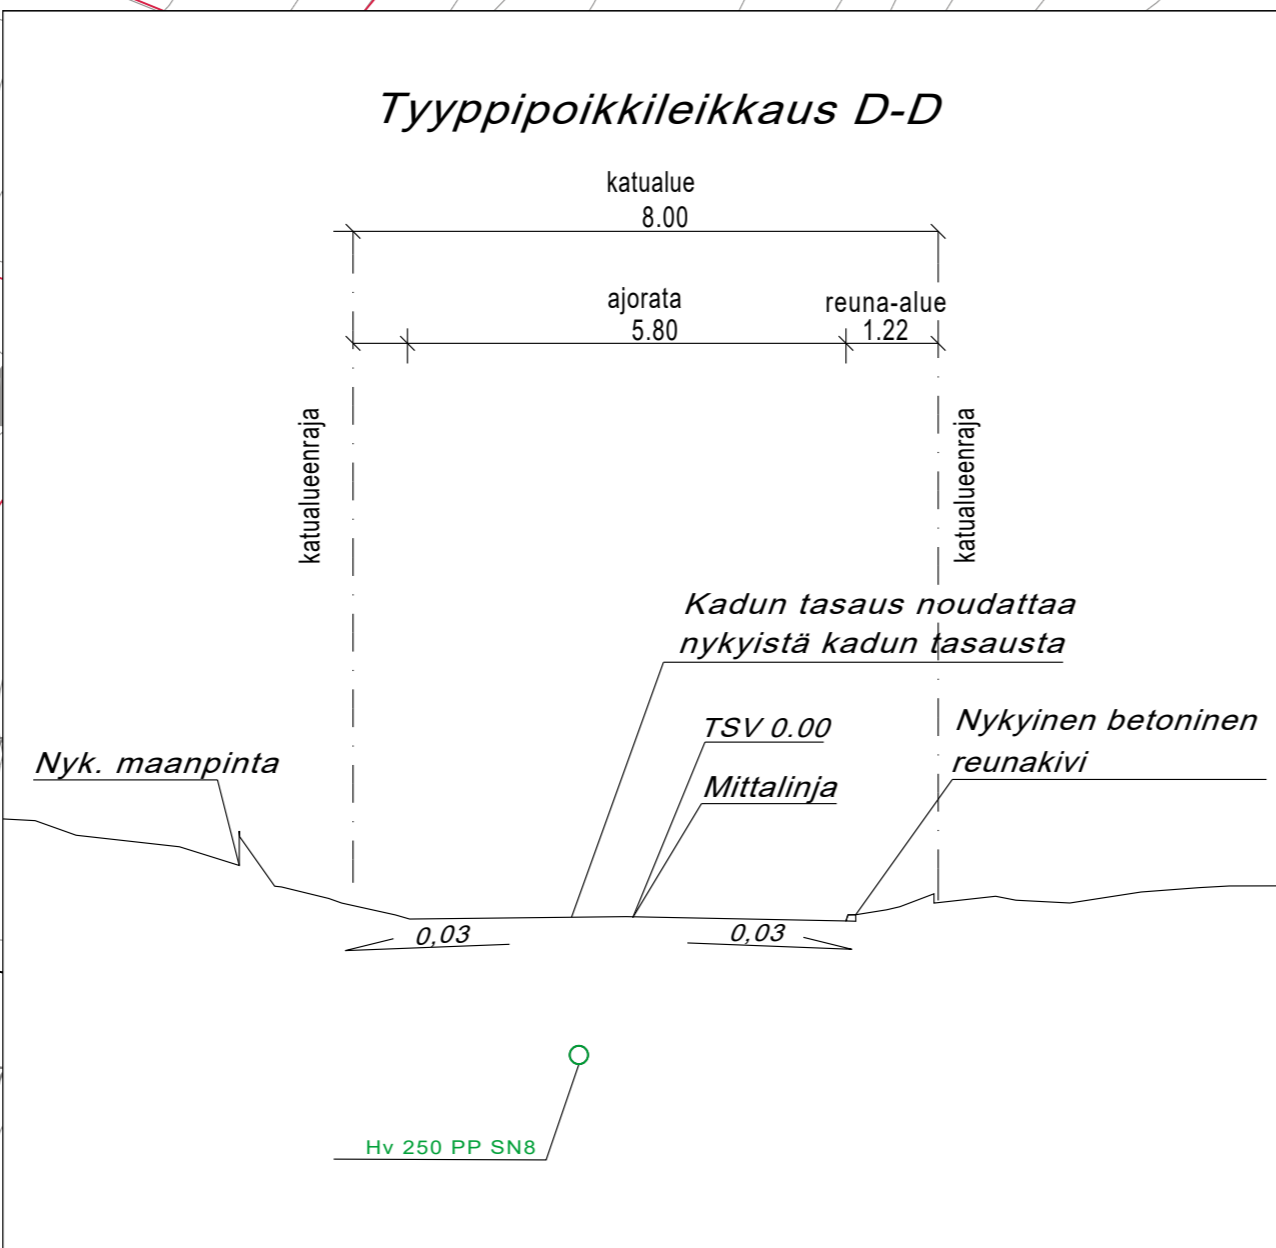 Tyyppipoikkileikkaus D-D
katualue
8.00
ajorata
5.80
reuna-alue
1.22
katualueenraja
katualueenraja
Kadun tasaus noudattaa
nykyistä kadun tasausta
TSV 0.00
Mittalinja
Nykyinen betoninen
reunakivi
Nyk. maanpinta
0,03
0,03
Hv 250 PP SN8